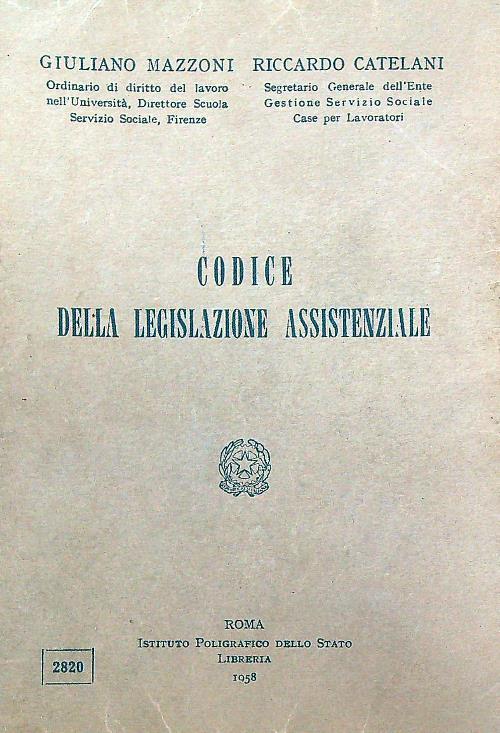 GIULIANO MAZZONI
Ordinario di diritto del lavoro
nell'Università, Direttore Scuola
Servizio Sociale, Firenze
RICCARDO CATELANI
Segretario Generale dell'Ente
Gestione Servizio Sociale
Case per Lavoratori
CODICE
DELLA LEGISLAZIONE ASSISTENZIALE
ROMA
ISTITUTO POLIGRAFICO DELLO STATO
LIBRERIA
1958
2820